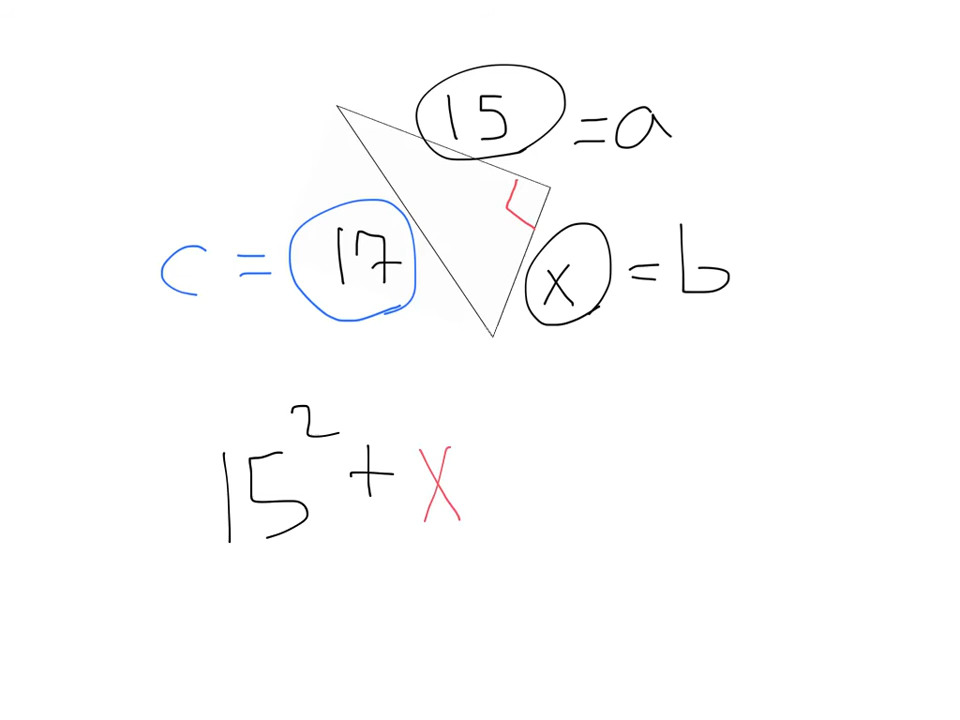 15 = a
c = 17
x = b
15² + x